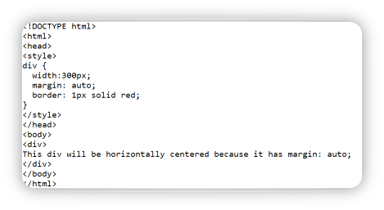 <!DOCTYPE html>
<html>
<head>
<style>
div {
  width:300px;
  margin: auto;
  border: 1px solid red;
}
</style>
</head>
<body>
<div>
This div will be horizontally centered because it has margin: auto;
</div>
</body>
</html>